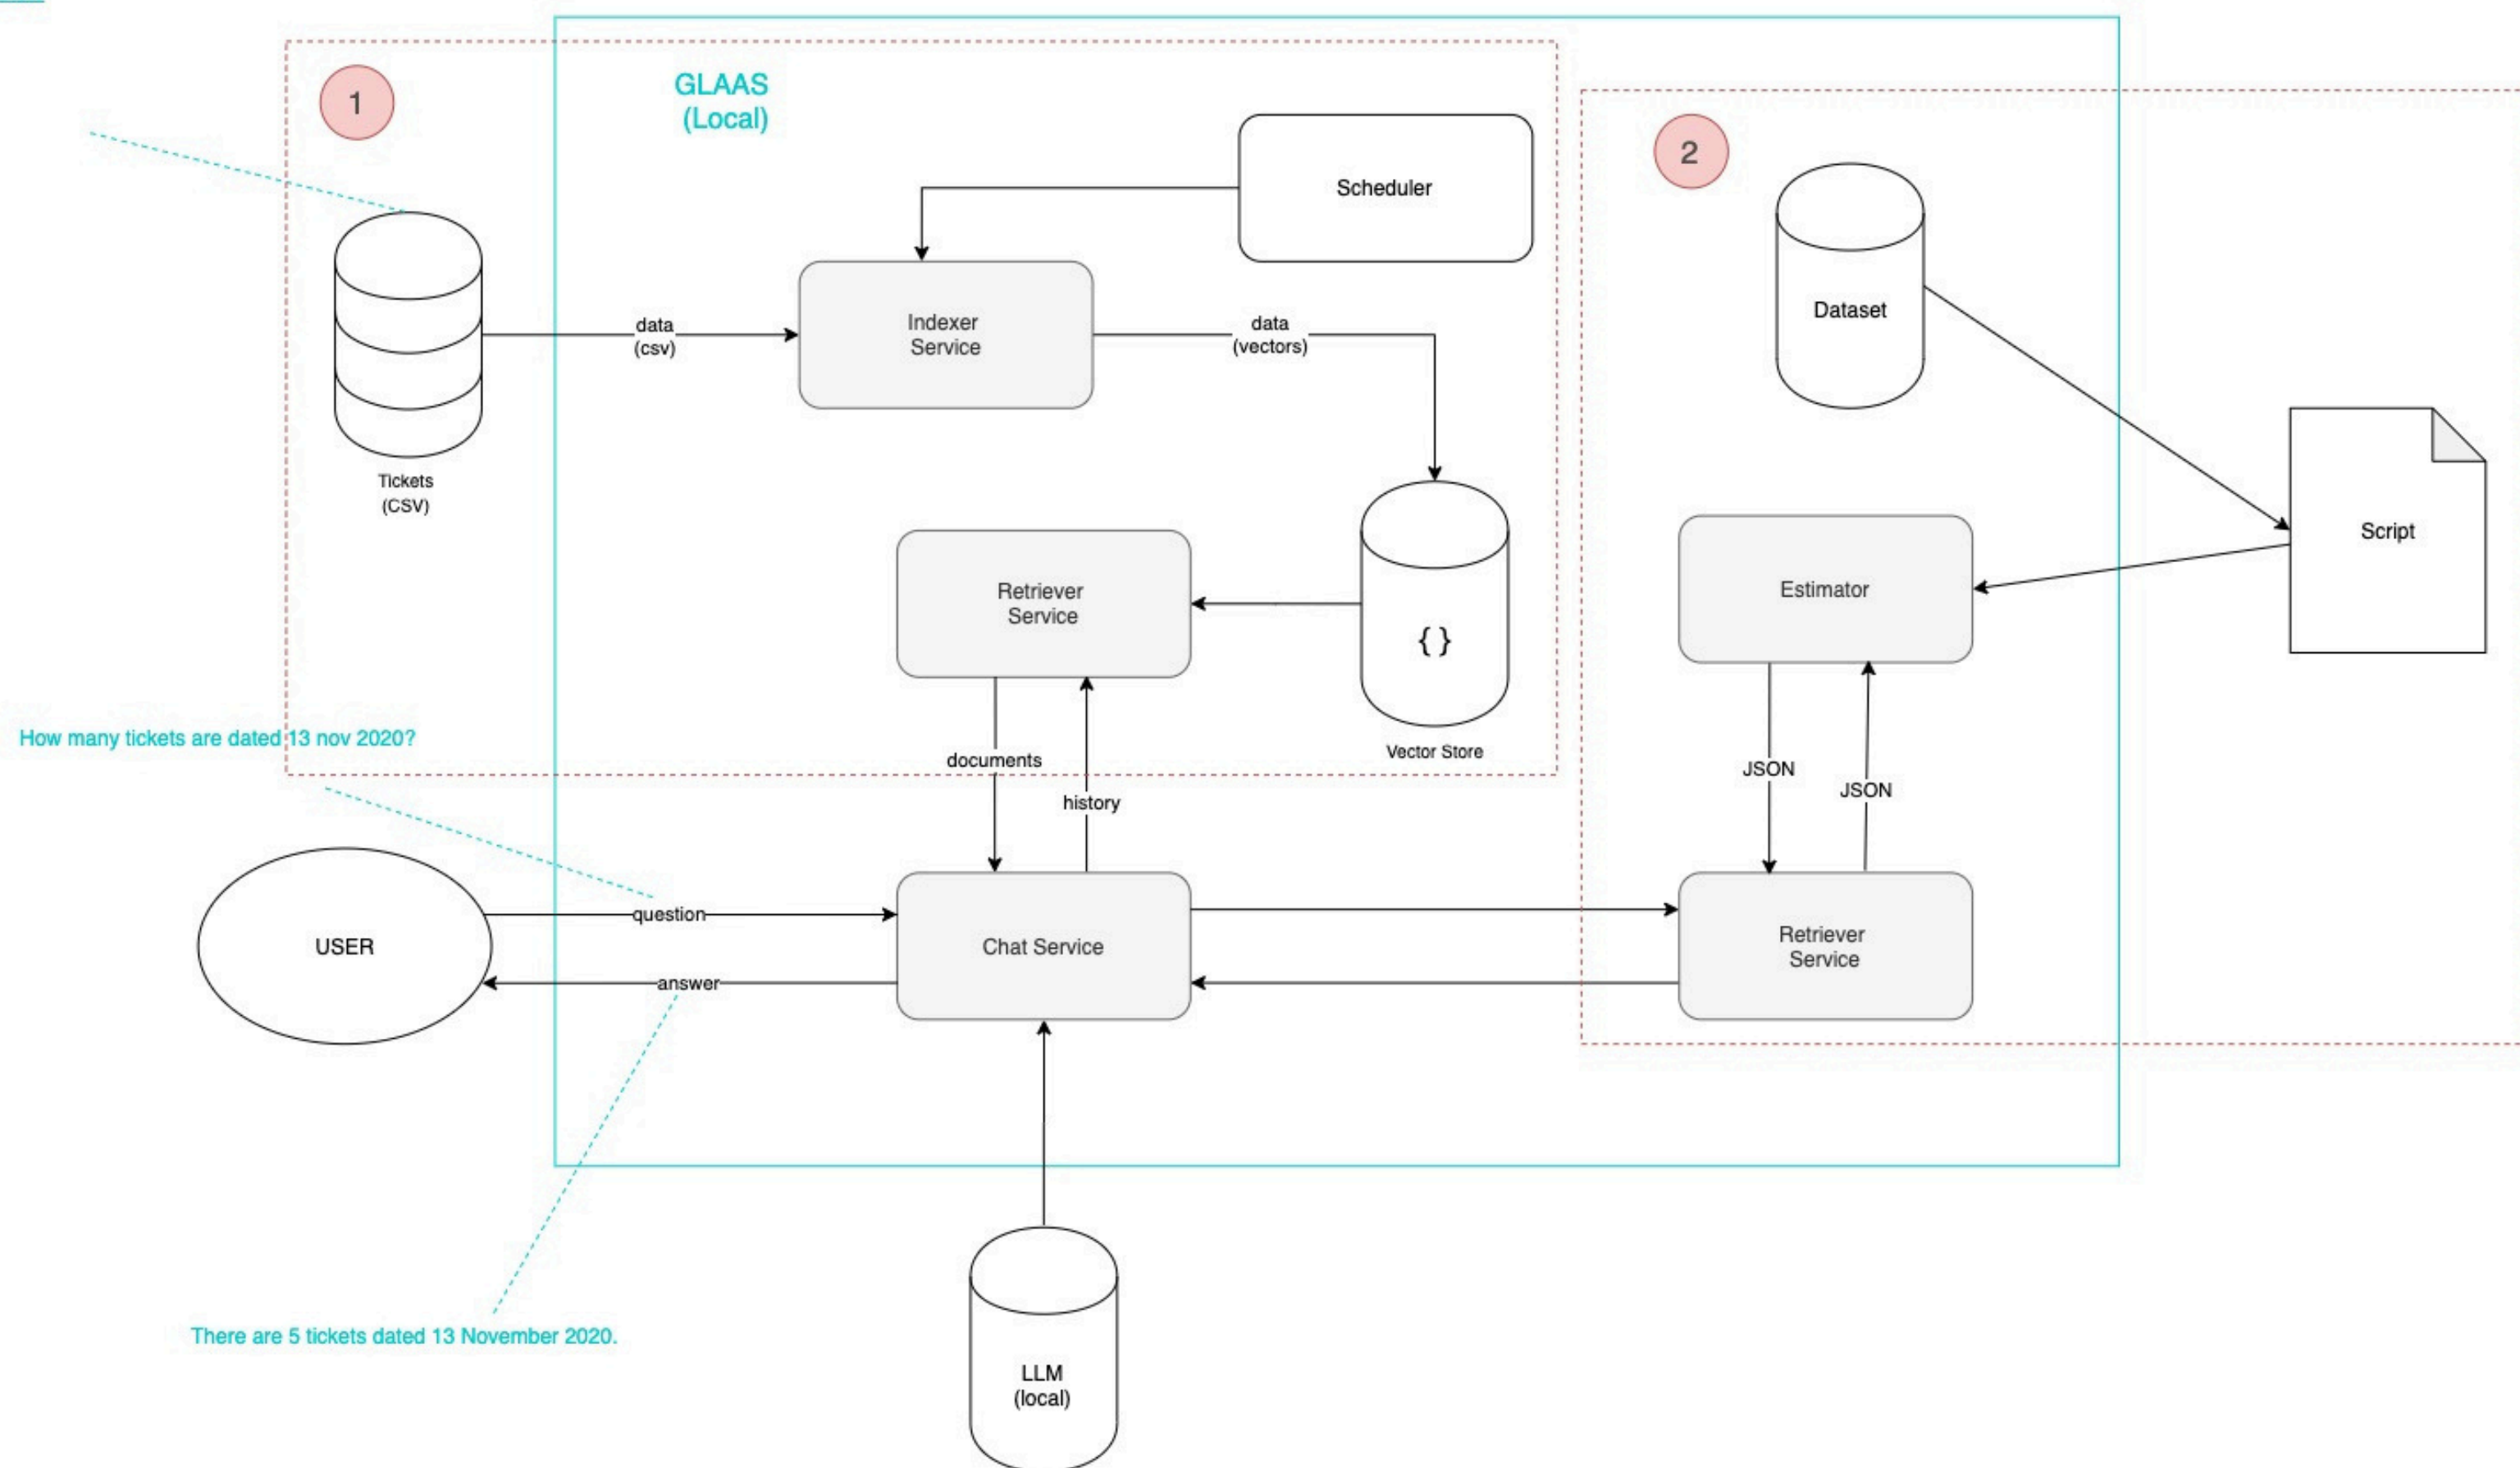 GLAAS
(Local)
1
2
Scheduler
Dataset
data
(csv)
Indexer
Service
data
(vectors)
Tickets
(CSV)
Script
Retriever
Service
{ }
Estimator
How many tickets are dated 13 nov 2020?
Vector Store
documents
history
JSON
JSON
USER
question
answer
Chat Service
Retriever
Service
There are 5 tickets dated 13 November 2020.
LLM
(local)